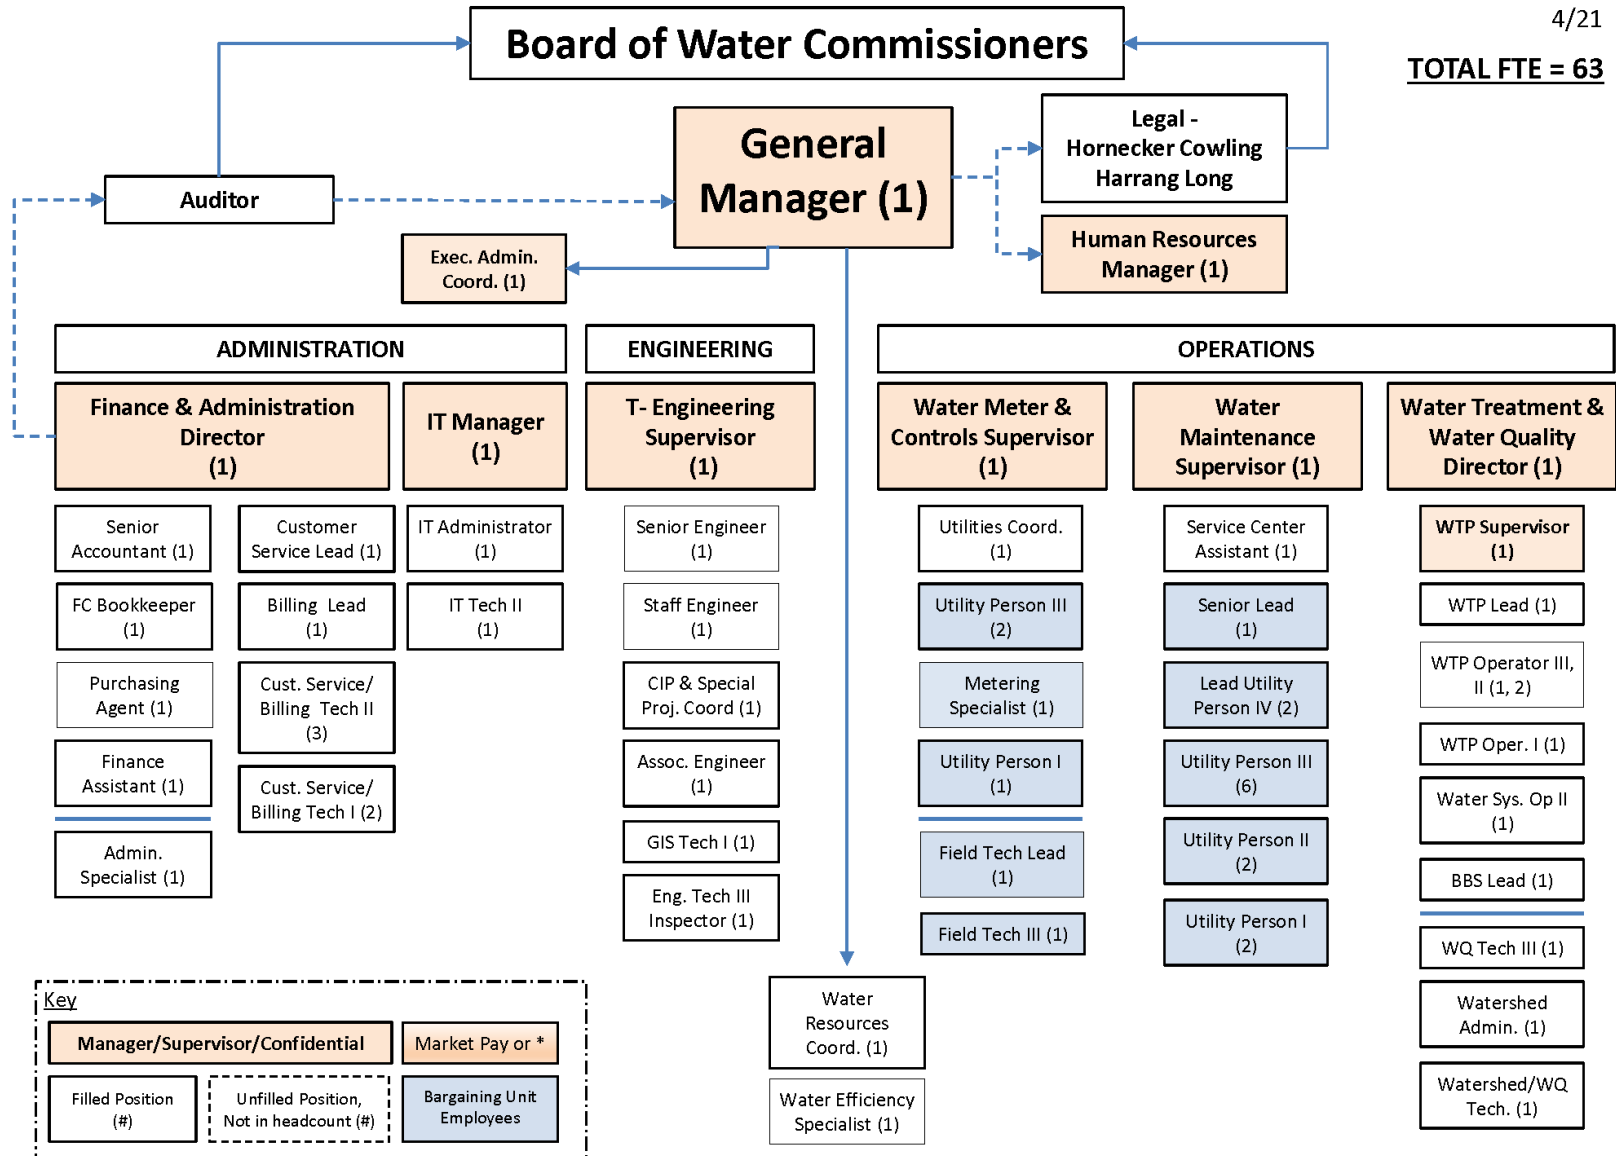 4/21
TOTAL FTE = 63
Board of Water Commissioners
General
Manager (1)
Legal -
Hornecker Cowling
Harrang Long
Auditor
Human Resources
Manager (1)
Exec. Admin.
Coord. (1)
ADMINISTRATION
ENGINEERING
OPERATIONS
Finance & Administration
Director
(1)
IT Manager
(1)
T- Engineering
Supervisor
(1)
Water Meter &
Controls Supervisor
(1)
Water
Maintenance
Supervisor (1)
Water Treatment &
Water Quality
Director (1)
Senior
Accountant (1)
FC Bookkeeper
(1)
Purchasing
Agent (1)
Finance
Assistant (1)
Admin.
Specialist (1)
Customer
Service Lead (1)
Billing Lead
(1)
Cust. Service/
Billing Tech II
(3)
Cust. Service/
Billing Tech I (2)
IT Administrator
(1)
IT Tech II
(1)
Senior Engineer
(1)
Staff Engineer
(1)
CIP & Special
Proj. Coord (1)
Assoc. Engineer
(1)
GIS Tech I (1)
Eng. Tech III
Inspector (1)
Utilities Coord.
(1)
Utility Person III
(2)
Metering
Specialist (1)
Utility Person I
(1)
Field Tech Lead
(1)
Field Tech III (1)
Service Center
Assistant (1)
Senior Lead
(1)
Lead Utility
Person IV (2)
Utility Person III
(6)
Utility Person II
(2)
Utility Person I
(2)
WTP Supervisor
(1)
WTP Lead (1)
WTP Operator III,
II (1, 2)
WTP Oper. I (1)
Water Sys. Op II
(1)
BBS Lead (1)
WQ Tech III (1)
Watershed
Admin. (1)
Watershed/WQ
Tech. (1)
Water
Resources
Coord. (1)
Water Efficiency
Specialist (1)
Key
Manager/Supervisor/Confidential
Market Pay or *
Filled Position
(#)
Unfilled Position,
Not in headcount (#)
Bargaining Unit
Employees